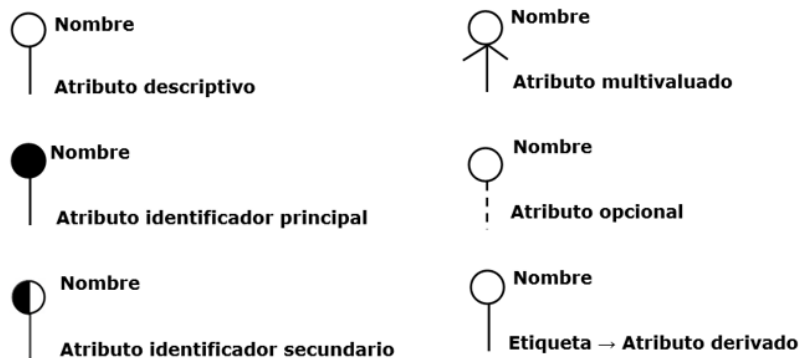 Nombre
Atributo descriptivo
Nombre
Atributo multivaluado
Nombre
Atributo identificador principal
Nombre
Atributo opcional
Nombre
Atributo identificador secundario
Nombre
Etiqueta → Atributo derivado